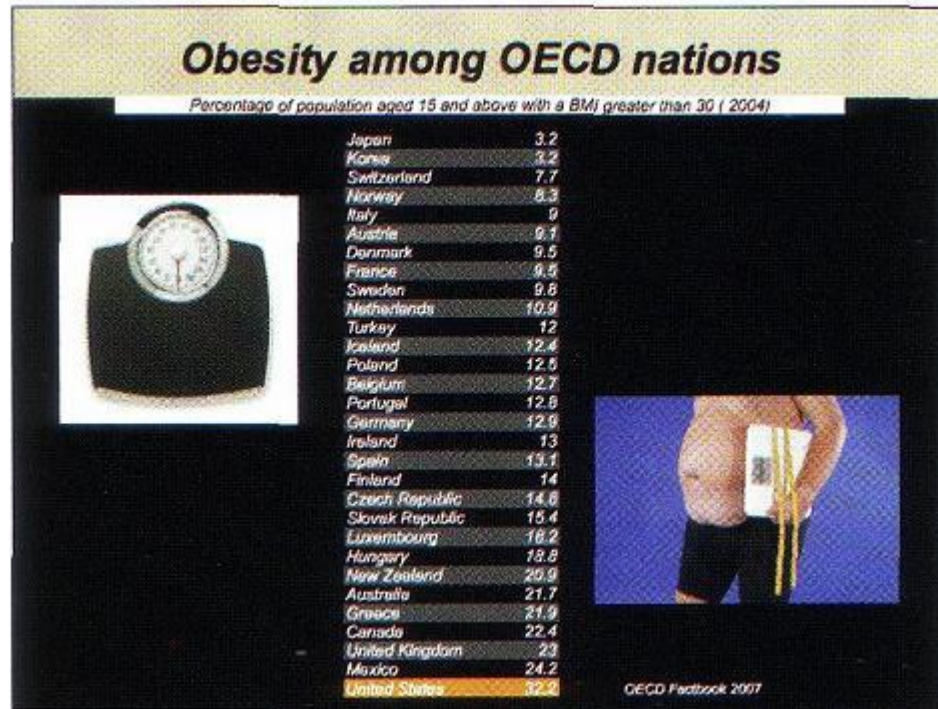 Obesity among OECD nations
Percentage of population aged 15 and above with a BMI greater than 30 ( 2004)
Japan 3.2
Korea 3.2
Switzerland 7.7
Norway 8.3
Italy 9
Austria 9.1
Denmark 9.5
France 9.5
Sweden 9.8
Netherlands 10.9
Turkey 12
Iceland 12.4
Poland 12.5
Belgium 12.7
Portugal 12.8
Germany 12.9
Ireland 13
Spain 13.1
Finland 14
Czech Republic 14.8
Slovak Republic 15.4
Luxembourg 18.2
Hungary 18.8
New Zealand 20.9
Australia 21.7
Greece 21.9
Canada 22.4
United Kingdom 23
Mexico 24.2
United States 32.2
OECD Factbook 2007